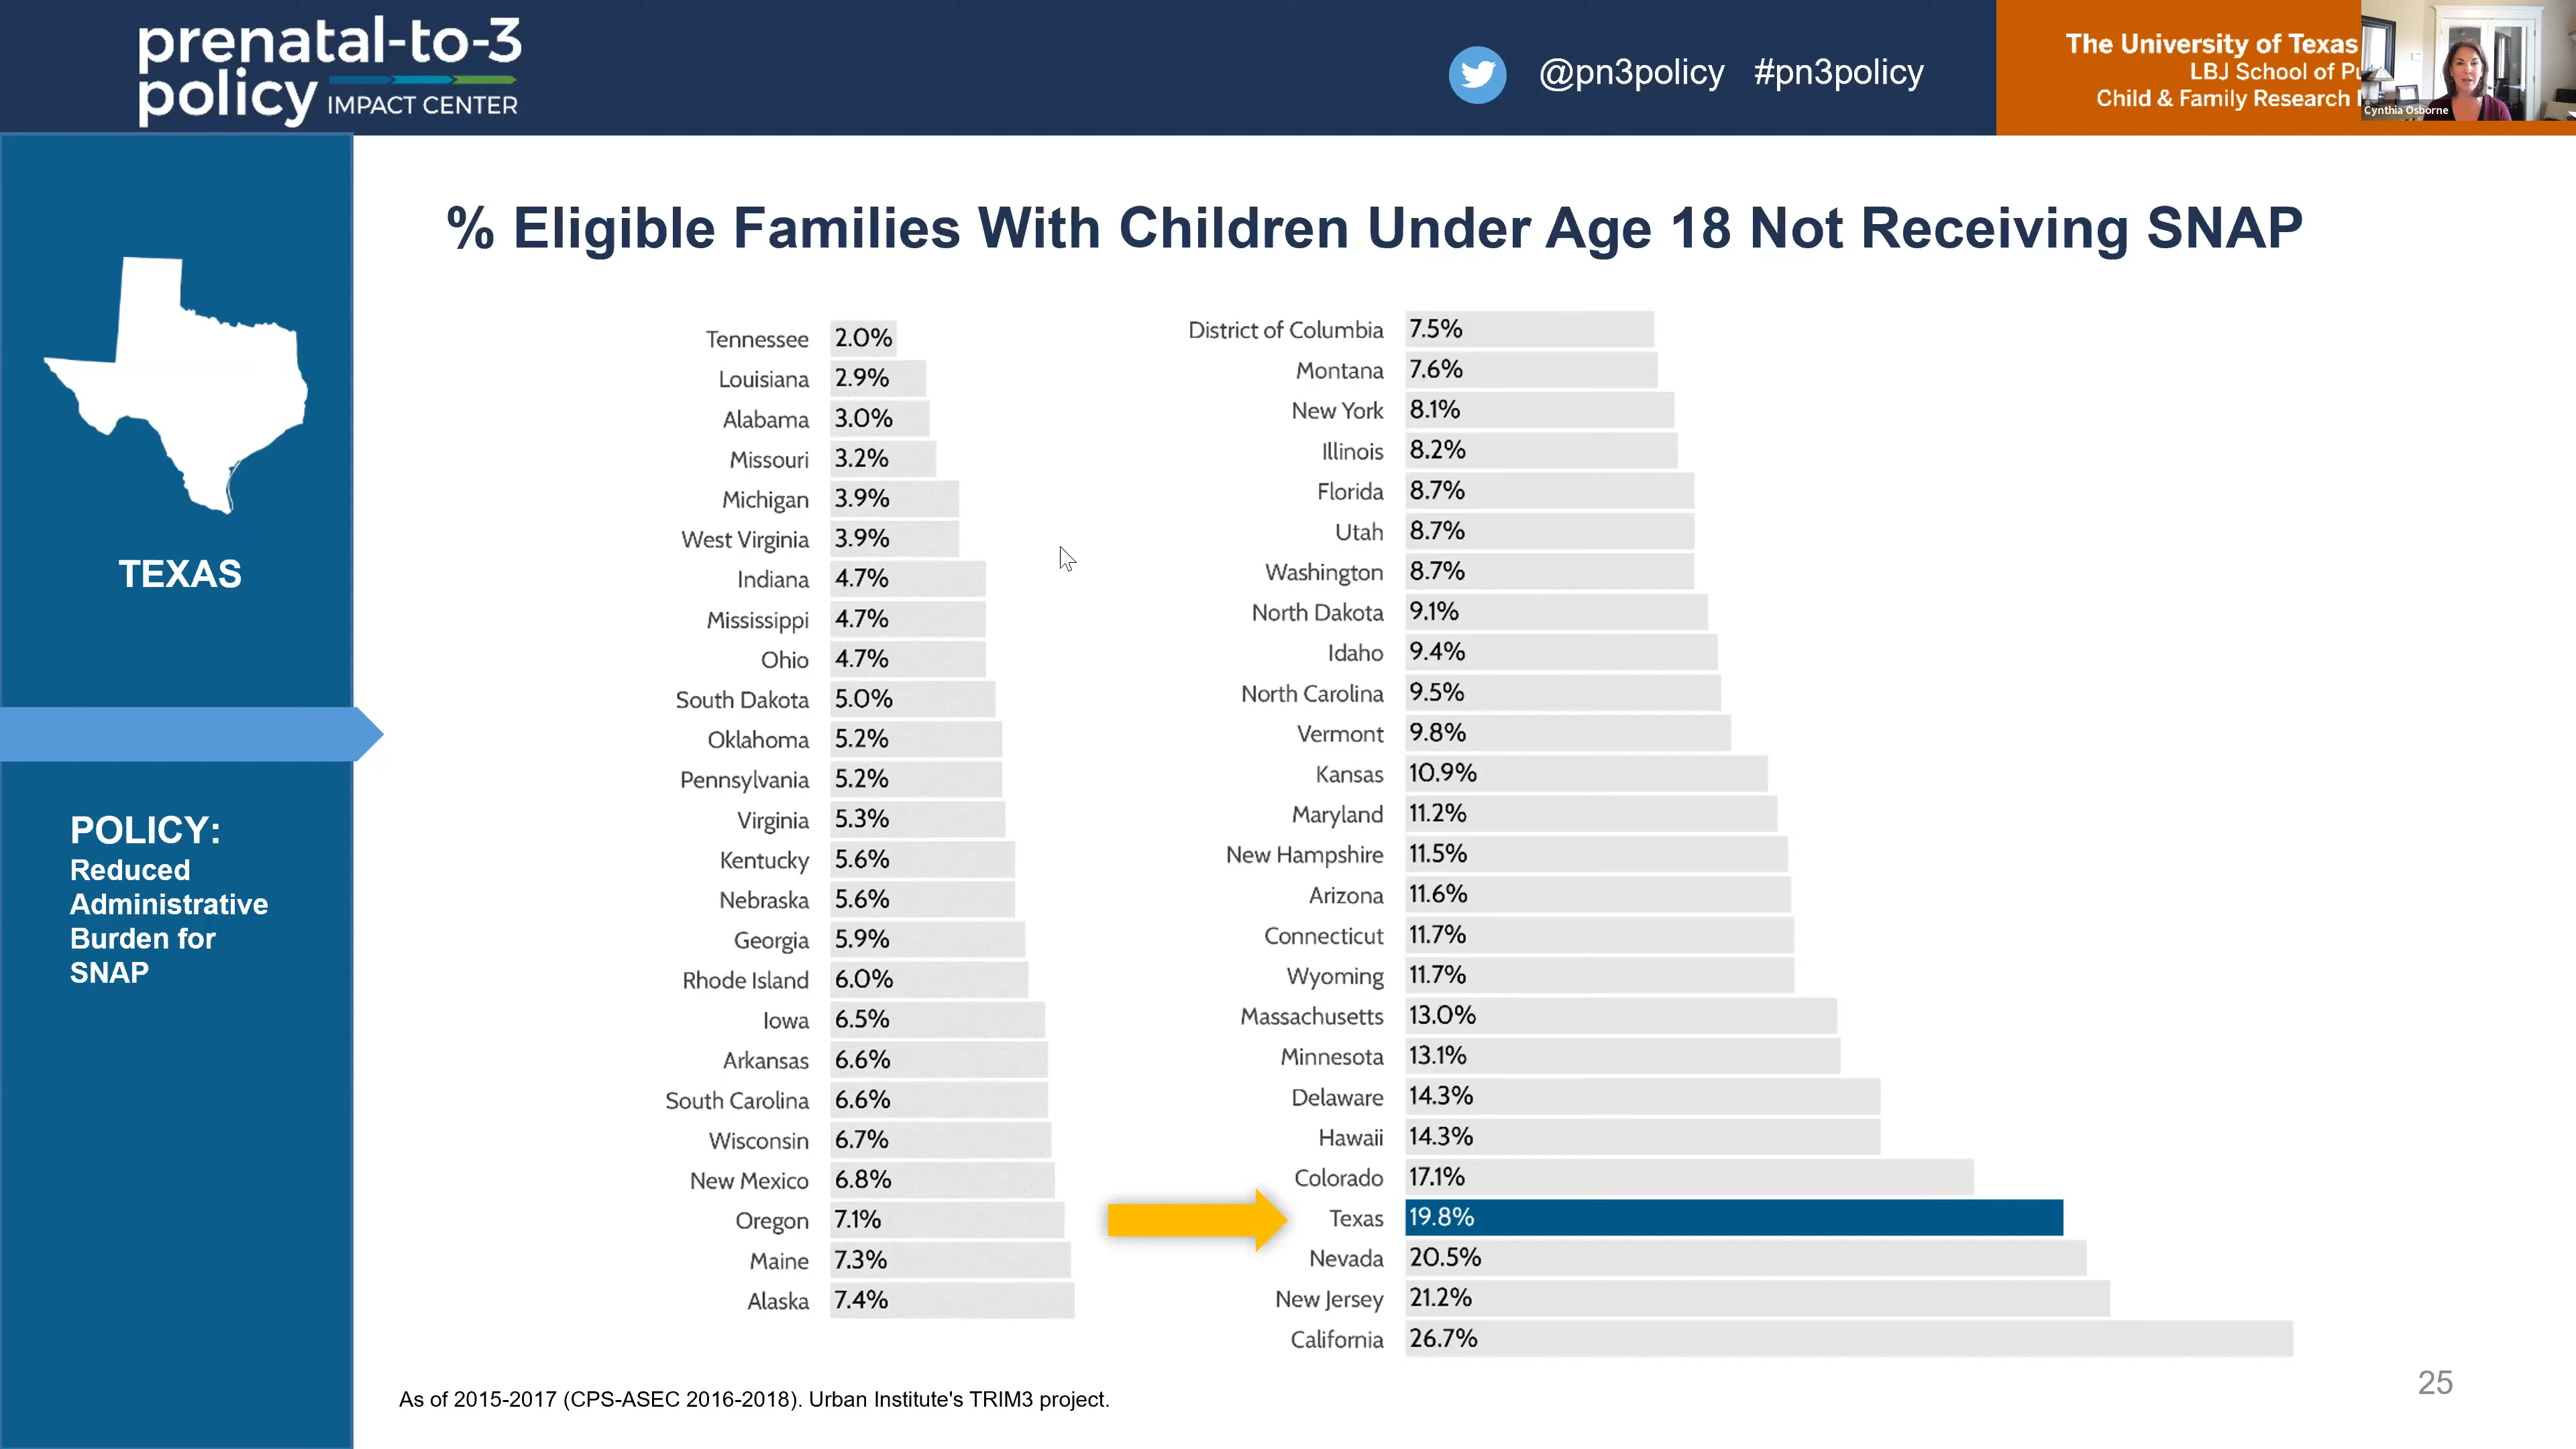 prenatal-to-3
policy IMPACT CENTER
@pn3policy #pn3policy
The University of Texas
LBJ School of
Child & Family Research
Cynthia Osborne
TEXAS
POLICY:
Reduced
Administrative
Burden for
SNAP
% Eligible Families With Children Under Age 18 Not Receiving SNAP
Tennessee 2.0%
Louisiana 2.9%
Alabama 3.0%
Missouri 3.2%
Michigan 3.9%
West Virginia 3.9%
Indiana 4.7%
Mississippi 4.7%
Ohio 4.7%
South Dakota 5.0%
Oklahoma 5.2%
Pennsylvania 5.2%
Virginia 5.3%
Kentucky 5.6%
Nebraska 5.6%
Georgia 5.9%
Rhode Island 6.0%
Iowa 6.5%
Arkansas 6.6%
South Carolina 6.6%
Wisconsin 6.7%
New Mexico 6.8%
Oregon 7.1%
Maine 7.3%
Alaska 7.4%
District of Columbia 7.5%
Montana 7.6%
New York 8.1%
Illinois 8.2%
Florida 8.7%
Utah 8.7%
Washington 8.7%
North Dakota 9.1%
Idaho 9.4%
North Carolina 9.5%
Vermont 9.8%
Kansas 10.9%
Maryland 11.2%
New Hampshire 11.5%
Arizona 11.6%
Connecticut 11.7%
Wyoming 11.7%
Massachusetts 13.0%
Minnesota 13.1%
Delaware 14.3%
Hawaii 14.3%
Colorado 17.1%
Texas 19.8%
Nevada 20.5%
New Jersey 21.2%
California 26.7%
As of 2015-2017 (CPS-ASEC 2016-2018). Urban Institute's TRIM3 project.
25